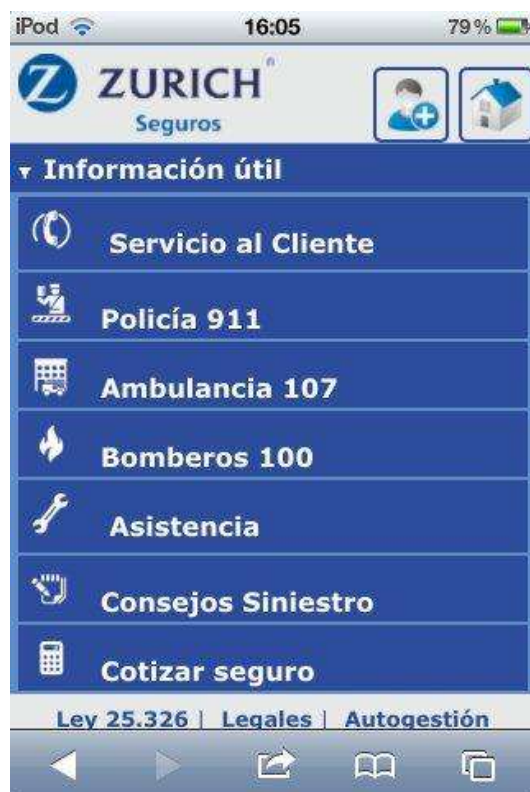 iPod 16:05 79 %
ZURICH®
Seguros
Información útil
Servicio al Cliente
Policía 911
Ambulancia 107
Bomberos 100
Asistencia
Consejos Siniestro
Cotizar seguro
Ley 25.326 | Legales | Autogestión